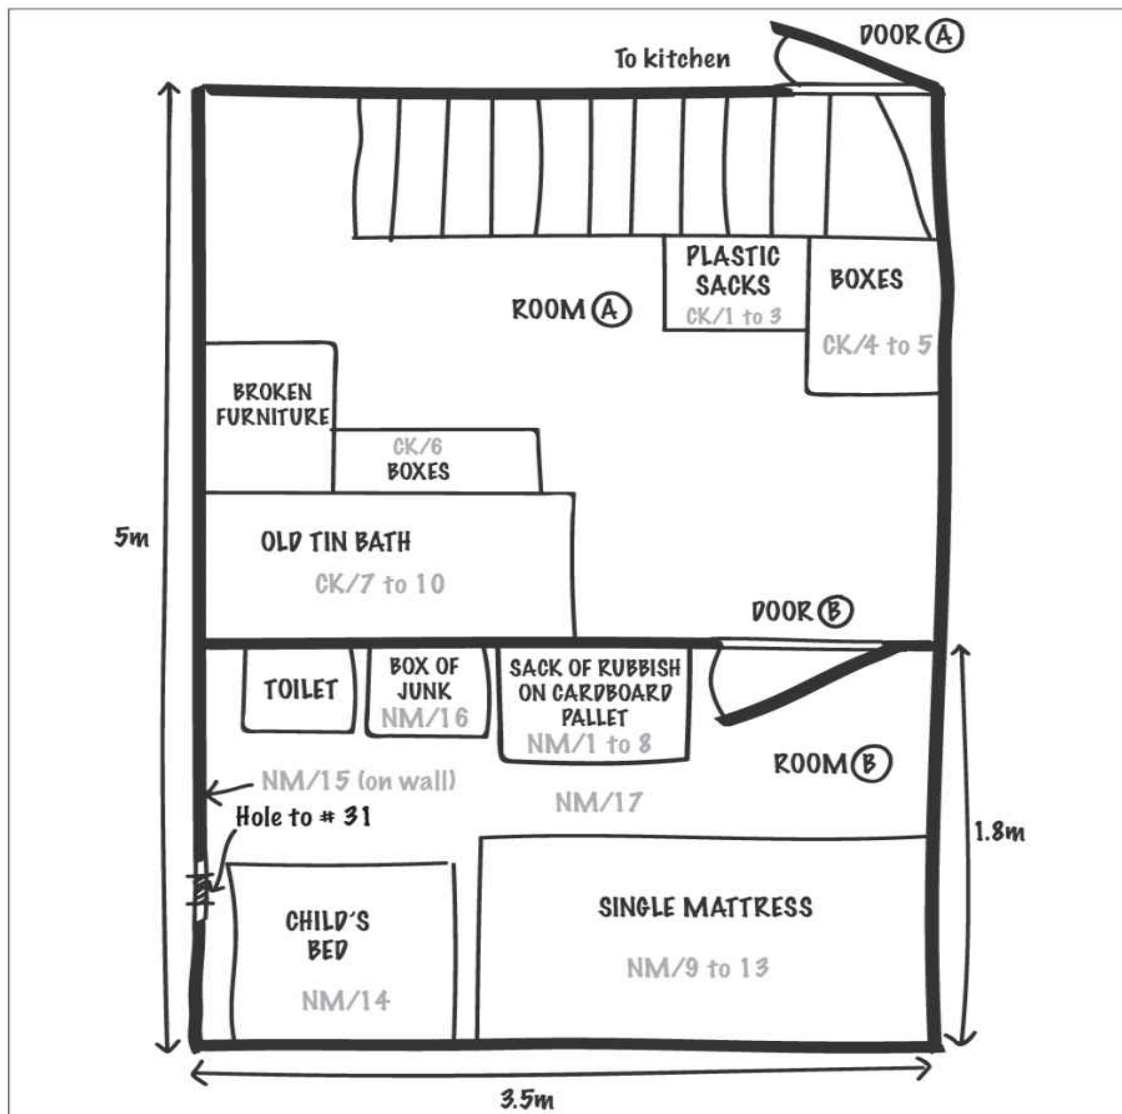 DOOR A
To kitchen
PLASTIC
SACKS
CK/1 to 3
BOXES
CK/4 to 5
ROOM A
BROKEN
FURNITURE
CK/6
BOXES
5m
OLD TIN BATH
CK/7 to 10
DOOR B
TOILET
BOX OF
JUNK
NM/16
SACK OF RUBBISH
ON CARDBOARD
PALLET
NM/1 to 8
ROOM B
NM/15 (on wall)
NM/17
Hole to # 31
1.8m
CHILD'S
BED
NM/14
SINGLE MATTRESS
NM/9 to 13
3.5m